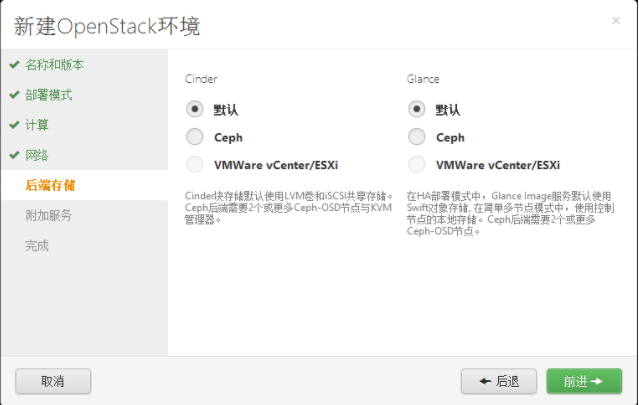 新建OpenStack环境
×
名称和版本
部署模式
计算
网络
后端存储
附加服务
完成
Cinder
默认
Ceph
VMWare vCenter/ESXi
Cinder块存储默认使用LVM卷和iSCSI共享存储。
Ceph后端需要2个或更多Ceph-OSD节点与KVM
管理器。
Glance
默认
Ceph
VMWare vCenter/ESXi
在HA部署模式中，Glance Image服务默认使用
Swift对象存储, 在简单多节点模式中，使用控制
节点的本地存储。Ceph后端需要2个或更多
Ceph-OSD节点。
取消
后退
前进